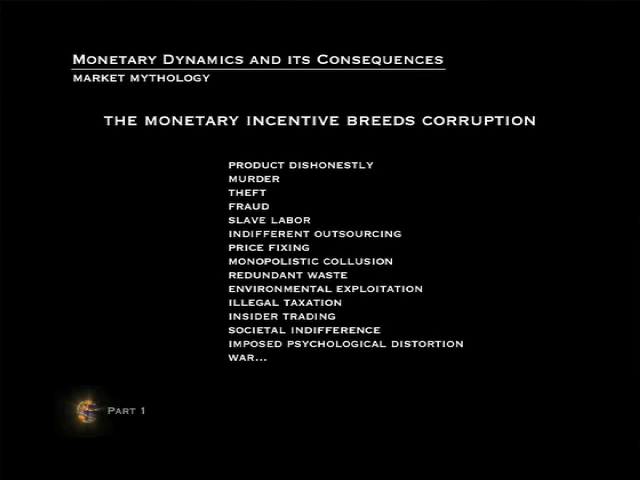 Monetary Dynamics and its Consequences
MARKET MYTHOLOGY
THE MONETARY INCENTIVE BREEDS CORRUPTION
PRODUCT DISHONESTLY
MURDER
THEFT
FRAUD
SLAVE LABOR
INDIFFERENT OUTSOURCING
PRICE FIXING
MONOPOLISTIC COLLUSION
REDUNDANT WASTE
ENVIRONMENTAL EXPLOITATION
ILLEGAL TAXATION
INSIDER TRADING
SOCIETAL INDIFFERENCE
IMPOSED PSYCHOLOGICAL DISTORTION
WAR...
Part 1